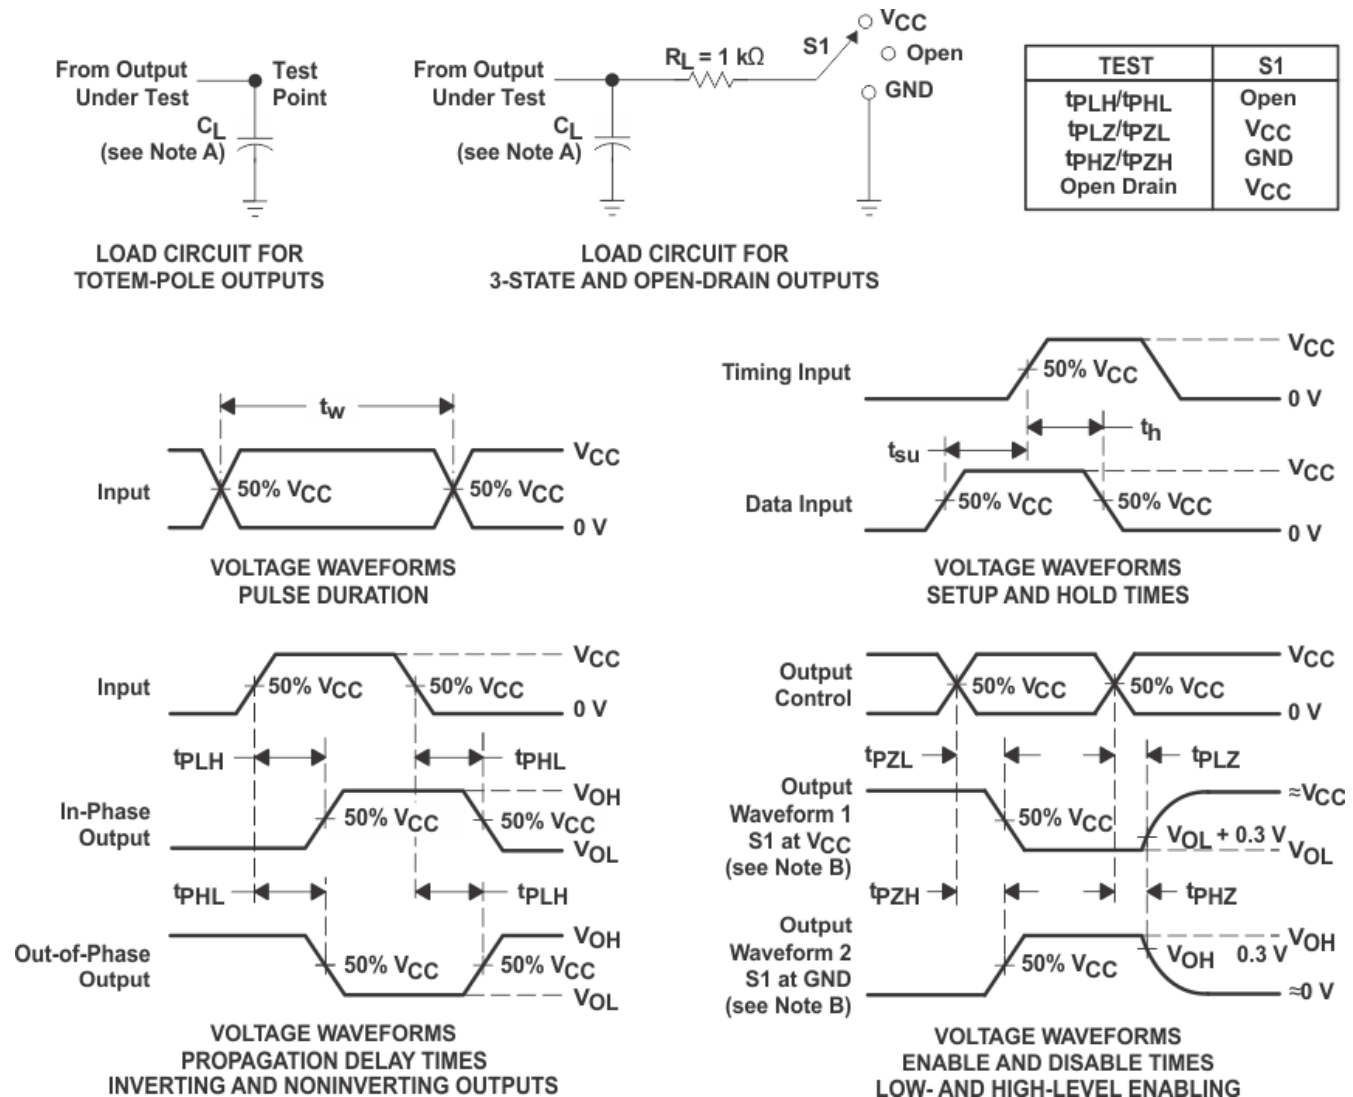 From Output
Under Test
Test
Point
CL
(see Note A)
LOAD CIRCUIT FOR
TOTEM-POLE OUTPUTS
From Output
Under Test
CL
(see Note A)
RL = 1 kΩ
S1
VCC
Open
GND
LOAD CIRCUIT FOR
3-STATE AND OPEN-DRAIN OUTPUTS
TEST S1
tPLH/tPHL Open
tPLZ/tPZL VCC
tPHZ/tPZH GND
Open Drain VCC
tw
Input
50% VCC
50% VCC
VCC
0 V
VOLTAGE WAVEFORMS
PULSE DURATION
Timing Input
50% VCC
VCC
0 V
th
tsu
Data Input
50% VCC
50% VCC
VCC
0 V
VOLTAGE WAVEFORMS
SETUP AND HOLD TIMES
Input
50% VCC
50% VCC
VCC
0 V
tPLH
tPHL
In-Phase
Output
50% VCC
50% VCC
VOH
VOL
tPHL
tPLH
Out-of-Phase
Output
50% VCC
50% VCC
VOH
VOL
VOLTAGE WAVEFORMS
PROPAGATION DELAY TIMES
INVERTING AND NONINVERTING OUTPUTS
Output
Control
50% VCC
50% VCC
VCC
0 V
tPZL
tPLZ
Output
Waveform 1
S1 at VCC
(see Note B)
50% VCC
≈VCC
VOL + 0.3 V
VOL
tPZH
tPHZ
Output
Waveform 2
S1 at GND
(see Note B)
50% VCC
VOH
VOH 0.3 V
≈0 V
VOLTAGE WAVEFORMS
ENABLE AND DISABLE TIMES
LOW- AND HIGH-LEVEL ENABLING